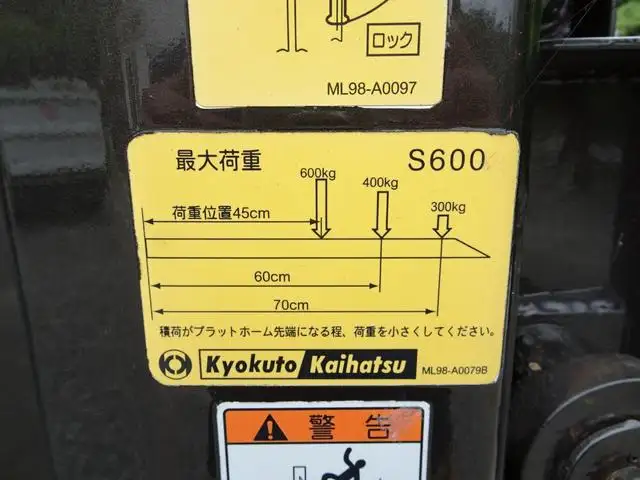 ロック
ML98-A0097
最大荷重
S600
600kg
400kg
300kg
荷重位置45cm
60cm
70cm
積荷がプラットホーム先端になる程、荷重を小さくしてください。
Kyokuto Kaihatsu
ML98-A0079B
警告